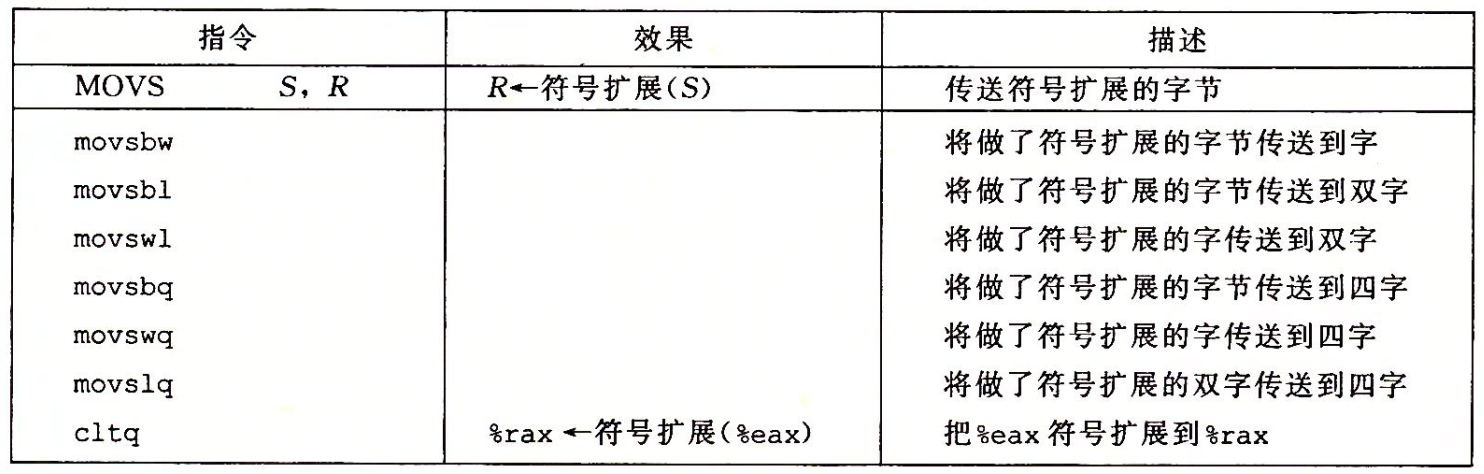 指令 效果 描述
MOVS S, R R←符号扩展(S) 传送符号扩展的字节
movsbw 将做了符号扩展的字节传送到字
movsbl 将做了符号扩展的字节传送到双字
movswl 将做了符号扩展的字传送到双字
movsbq 将做了符号扩展的字节传送到四字
movswq 将做了符号扩展的字传送到四字
movslq 将做了符号扩展的双字传送到四字
cltq %rax←符号扩展(%eax) 把%eax符号扩展到%rax